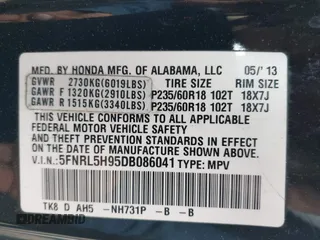 MFD. BY HONDA MFG. OF ALABAMA, LLC 05/'13
GVWR 2730KG(6019LBS) TIRE SIZE RIM SIZE
GAWR F 1320KG(2910LBS) P235/60R18 102T 18X7J
GAWR R 1515KG(3340LBS) P235/60R18 102T 18X7J
THIS VEHICLE CONFORMS TO ALL APPLICABLE
FEDERAL MOTOR VEHICLE SAFETY
AND THEFT PREVENTION STANDARDS IN EFFECT ON THE
DATE OF MANUFACTURE SHOWN ABOVE.
V.I.N: 5FNRL5H95DB086041 TYPE: MPV
TK8 D AH5 -NH731P -B -B
DREAMBID